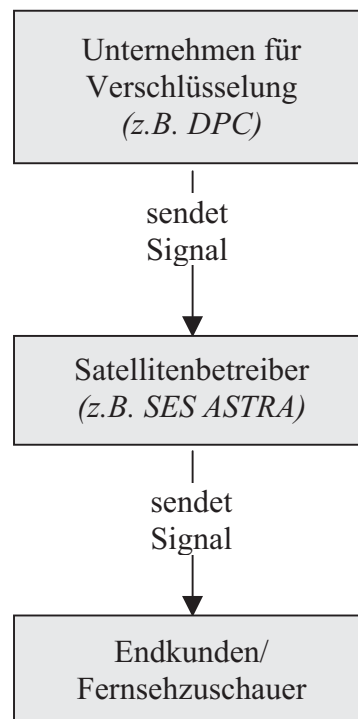 Unternehmen für
Verschlüsselung
(z.B. DPC)
sendet
Signal
Satellitenbetreiber
(z.B. SES ASTRA)
sendet
Signal
Endkunden/
Fernsehzuschauer